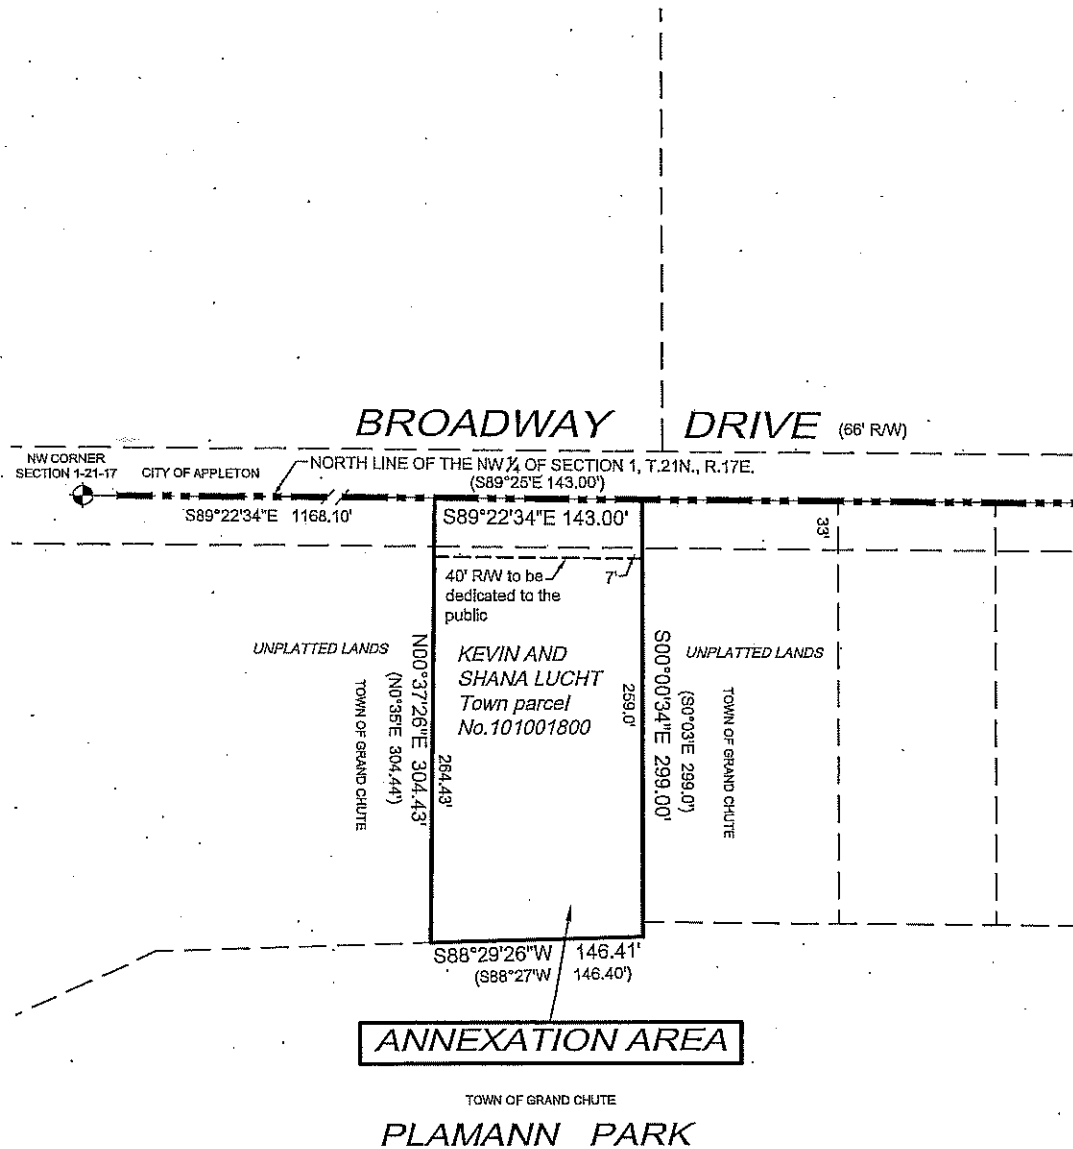 BROADWAY DRIVE (66' R/W)
NW CORNER
SECTION 1-21-17
CITY OF APPLETON
NORTH LINE OF THE NW ¼ OF SECTION 1, T.21N., R.17E.
(S89°25'E 143.00')
S89°22'34"E 1168.10'
S89°22'34"E 143.00'
33'
40' R/W to be
dedicated to the
public
7'
UNPLATTED LANDS
TOWN OF GRAND CHUTE
(N0°35'E 304.44')
N00°37'26"E 304.43'
264.43'
KEVIN AND
SHANA LUCHT
Town parcel
No.101001800
259.0'
S00°00'34"E 299.00'
(S0°03'E 299.0')
UNPLATTED LANDS
TOWN OF GRAND CHUTE
S88°29'26"W 146.41'
(S88°27'W 146.40')
ANNEXATION AREA
TOWN OF GRAND CHUTE
PLAMANN PARK